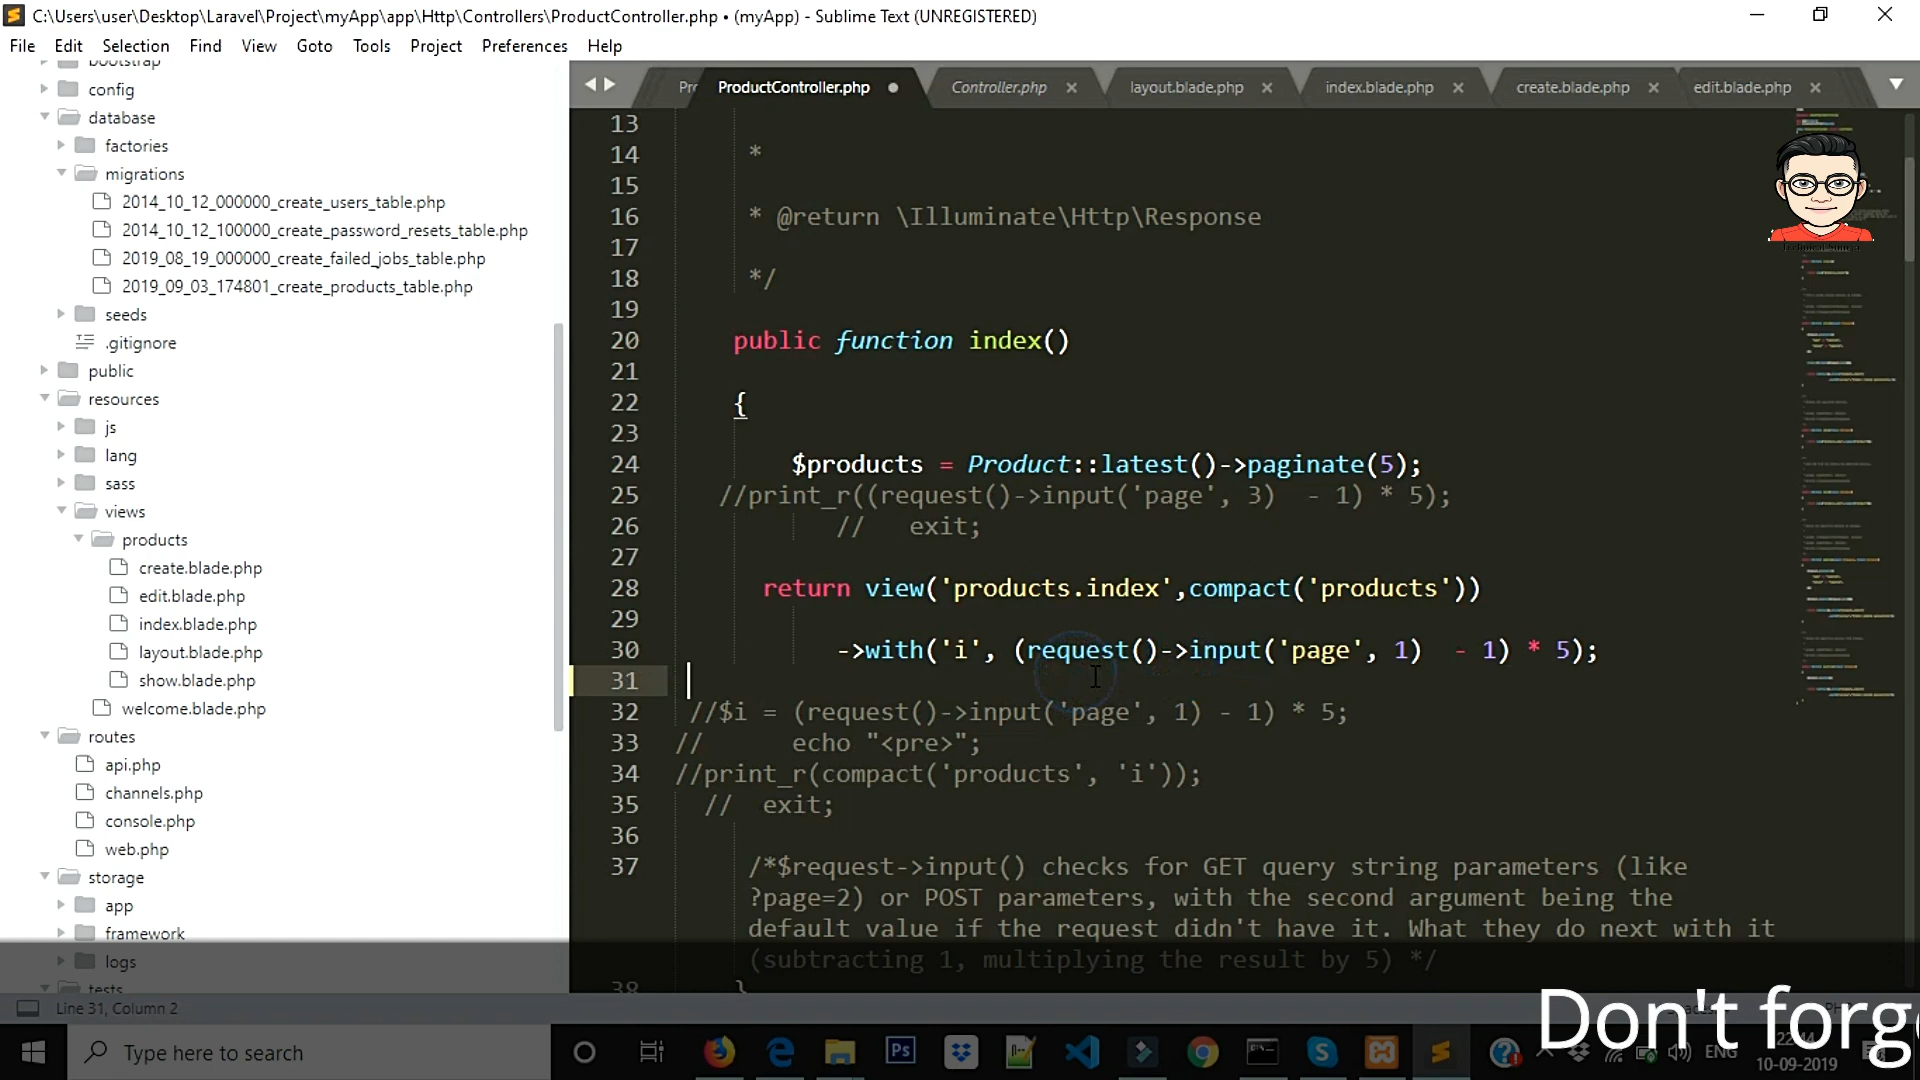 C:\Users\user\Desktop\Laravel\Project\myApp\app\Http\Controllers\ProductController.php • (myApp) - Sublime Text (UNREGISTERED)
File Edit Selection Find View Goto Tools Project Preferences Help
bootstrap
config
database
factories
migrations
2014_10_12_000000_create_users_table.php
2014_10_12_100000_create_password_resets_table.php
2019_08_19_000000_create_failed_jobs_table.php
2019_09_03_174801_create_products_table.php
seeds
.gitignore
public
resources
js
lang
sass
views
products
create.blade.php
edit.blade.php
index.blade.php
layout.blade.php
show.blade.php
welcome.blade.php
routes
api.php
channels.php
console.php
web.php
storage
app
framework
logs
tests
Pro ProductController.php Controller.php layout.blade.php index.blade.php create.blade.php edit.blade.php
13
14 *
15
16 * @return \Illuminate\Http\Response
17
18 */
19
20 public function index()
21
22 {
23
24 $products = Product::latest()->paginate(5);
25 //print_r((request()->input('page', 3)  - 1) * 5);
26 //   exit;
27
28 return view('products.index',compact('products'))
29
30 ->with('i', (request()->input('page', 1)  - 1) * 5);
31
32 //$i = (request()->input('page', 1) - 1) * 5;
33 //      echo "<pre>";
34 //print_r(compact('products', 'i'));
35 //  exit;
36
37 /*$request->input() checks for GET query string parameters (like
?page=2) or POST parameters, with the second argument being the
default value if the request didn't have it. What they do next with it
(subtracting 1, multiplying the result by 5) */
38 }
Line 31, Column 2
Don't forg
Type here to search
Ps
ENG
22:44
10-09-2019